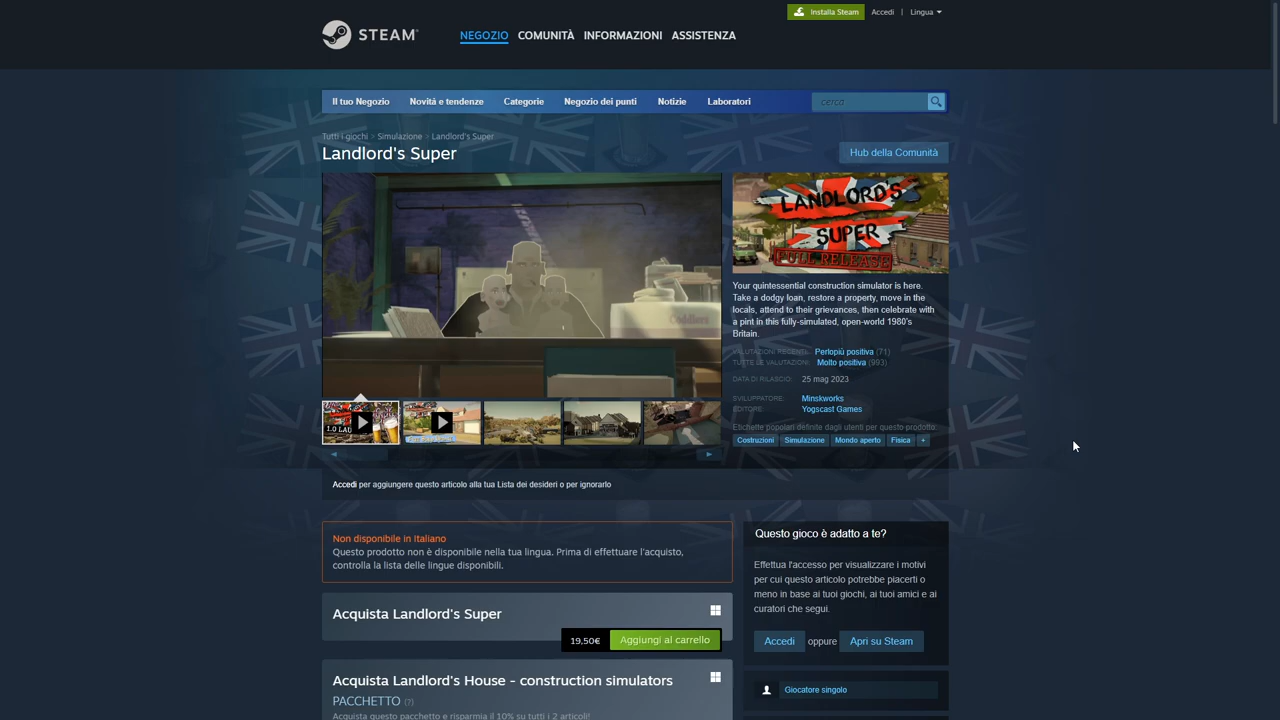 Installa Steam
Accedi
|
Lingua
STEAM®
NEGOZIO
COMUNITÀ
INFORMAZIONI
ASSISTENZA
Il tuo Negozio
Novità e tendenze
Categorie
Negozio dei punti
Notizie
Laboratori
cerca
Tutti i giochi > Simulazione > Landlord's Super
Landlord's Super
Hub della Comunità
Coddlers
1.0 LAU
LANDLORD'S
SUPER
FULL RELEASE
Your quintessential construction simulator is here.
Take a dodgy loan, restore a property, move in the
locals, attend to their grievances, then celebrate with
a pint in this fully-simulated, open-world 1980's
Britain.
VALUTAZIONI RECENTI: Perlopiù positiva (71)
TUTTE LE VALUTAZIONI: Molto positiva (993)
DATA DI RILASCIO: 25 mag 2023
SVILUPPATORE: Minskworks
EDITORE: Yogscast Games
Etichette popolari definite dagli utenti per questo prodotto:
Costruzioni
Simulazione
Mondo aperto
Fisica
+
Accedi per aggiungere questo articolo alla tua Lista dei desideri o per ignorarlo
Non disponibile in Italiano
Questo prodotto non è disponibile nella tua lingua. Prima di effettuare l'acquisto,
controlla la lista delle lingue disponibili.
Acquista Landlord's Super
19,50€
Aggiungi al carrello
Acquista Landlord's House - construction simulators
PACCHETTO (?)
Acquista questo pacchetto e risparmia il 10% su tutti i 2 articoli!
Questo gioco è adatto a te?
Effettua l'accesso per visualizzare i motivi
per cui questo articolo potrebbe piacerti o
meno in base ai tuoi giochi, ai tuoi amici e ai
curatori che segui.
Accedi
oppure
Apri su Steam
Giocatore singolo